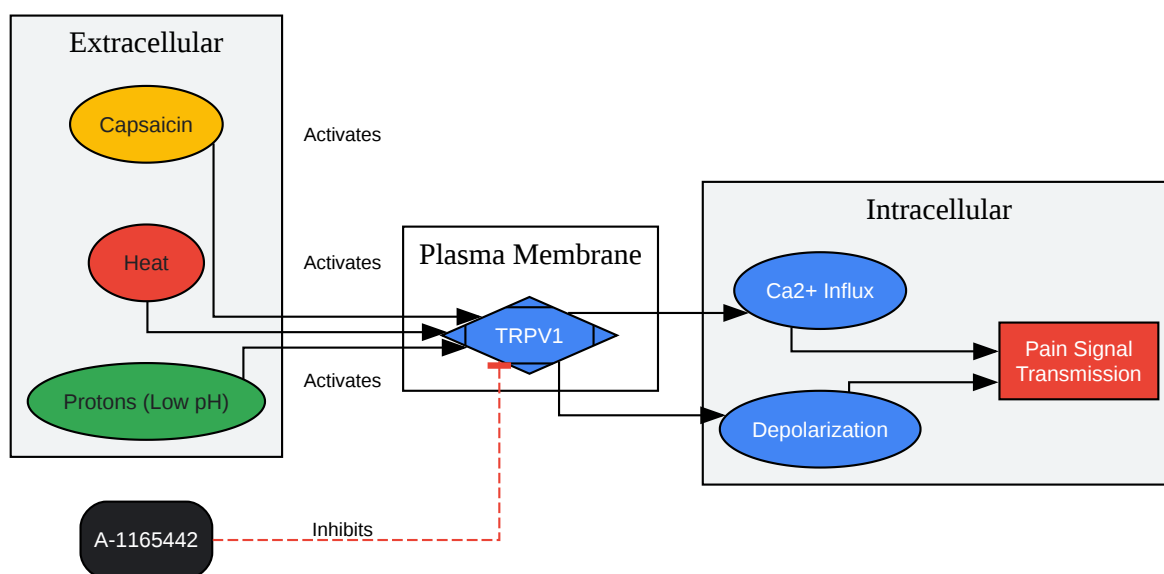 Extracellular
Capsaicin
Activates
Heat
Activates
Protons (Low pH)
Activates
Plasma Membrane
TRPV1
Intracellular
Ca2+ Influx
Depolarization
Pain Signal
Transmission
A-1165442
Inhibits